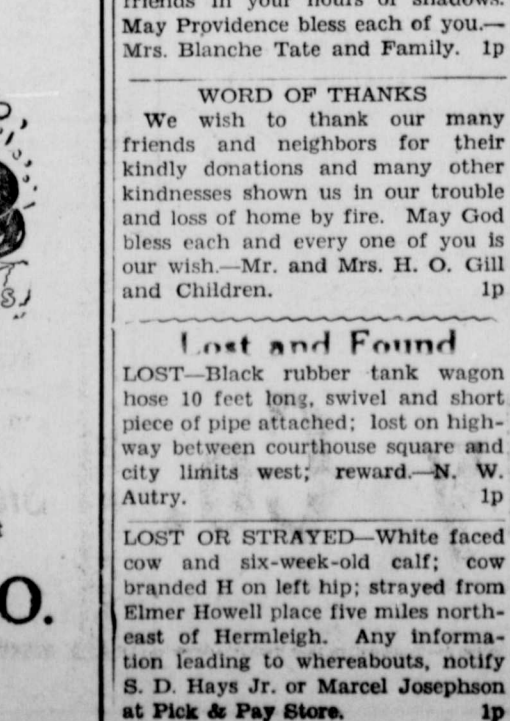 friends in your hours of shadows.
May Providence bless each of you.—
Mrs. Blanche Tate and Family. 1p
WORD OF THANKS
We wish to thank our many
friends and neighbors for their
kindly donations and many other
kindnesses shown us in our trouble
and loss of home by fire. May God
bless each and every one of you is
our wish.—Mr. and Mrs. H. O. Gill
and Children. 1p
Lost and Found
LOST—Black rubber tank wagon
hose 10 feet long, swivel and short
piece of pipe attached; lost on high-
way between courthouse square and
city limits west; reward.—N. W.
Autry. 1p
LOST OR STRAYED—White faced
cow and six-week-old calf; cow
branded H on left hip; strayed from
Elmer Howell place five miles north-
east of Hermleigh. Any informa-
tion leading to whereabouts, notify
S. D. Hays Jr. or Marcel Josephson
at Pick & Pay Store. 1p
O.